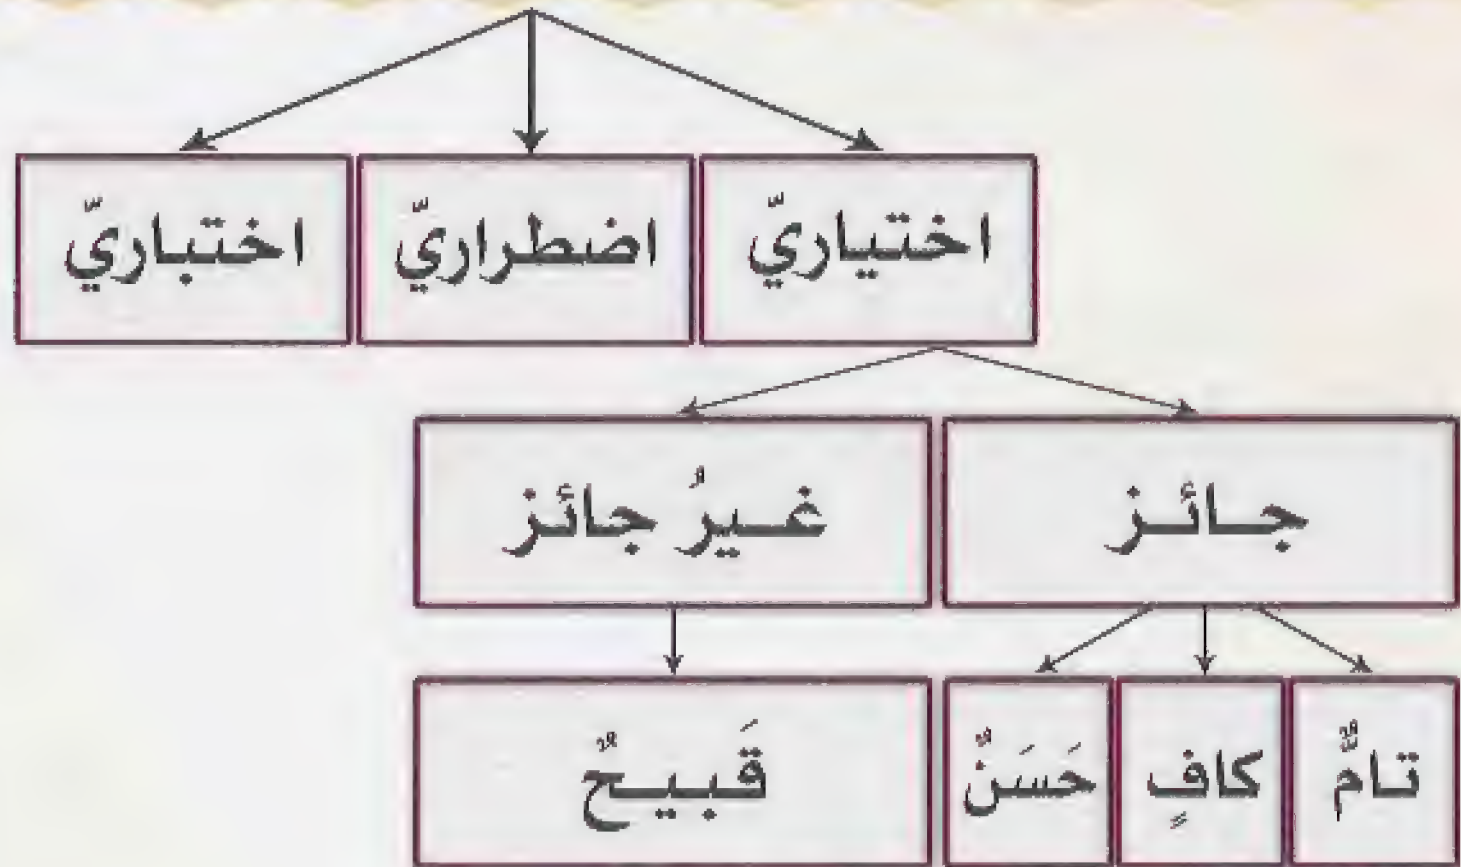 اختياريّ اضطراريّ اختباريّ
جائز غيرُ جائز
تامٌّ كافٍ حَسَنٌ قَبيحٌ